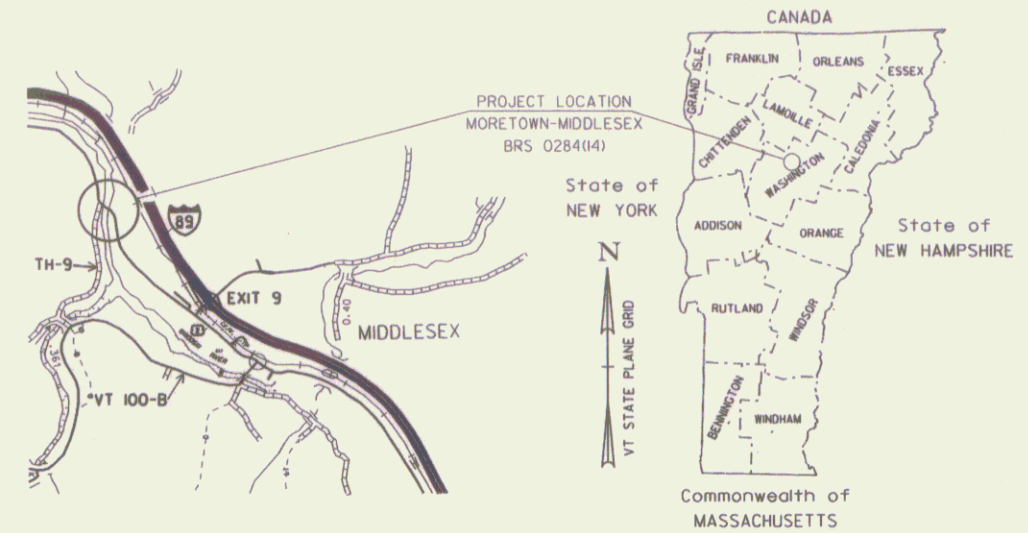 CANADA
FRANKLIN
ORLEANS
ESSEX
GRAND ISLE
PROJECT LOCATION
MORETOWN-MIDDLESEX
BRS 0284(14)
LAMOILLE
CHITTENDEN
CALEDONIA
WASHINGTON
State of
NEW YORK
89
ADDISON
ORANGE
State of
NEW HAMPSHIRE
N
TH-9
EXIT 9
0.40
MIDDLESEX
VT STATE PLANE GRID
RUTLAND
WINDSOR
RIVER
.361
VT 100-B
BENNINGTON
WINDHAM
Commonwealth of
MASSACHUSETTS